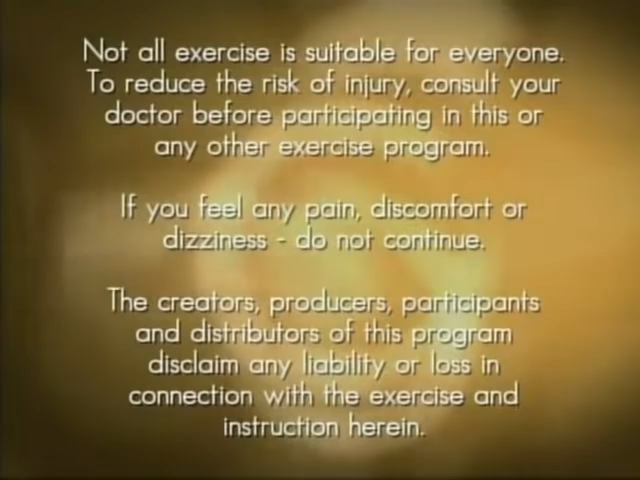 Not all exercise is suitable for everyone.
To reduce the risk of injury, consult your
doctor before participating in this or
any other exercise program.
If you feel any pain, discomfort or
dizziness - do not continue.
The creators, producers, participants
and distributors of this program
disclaim any liability or loss in
connection with the exercise and
instruction herein.